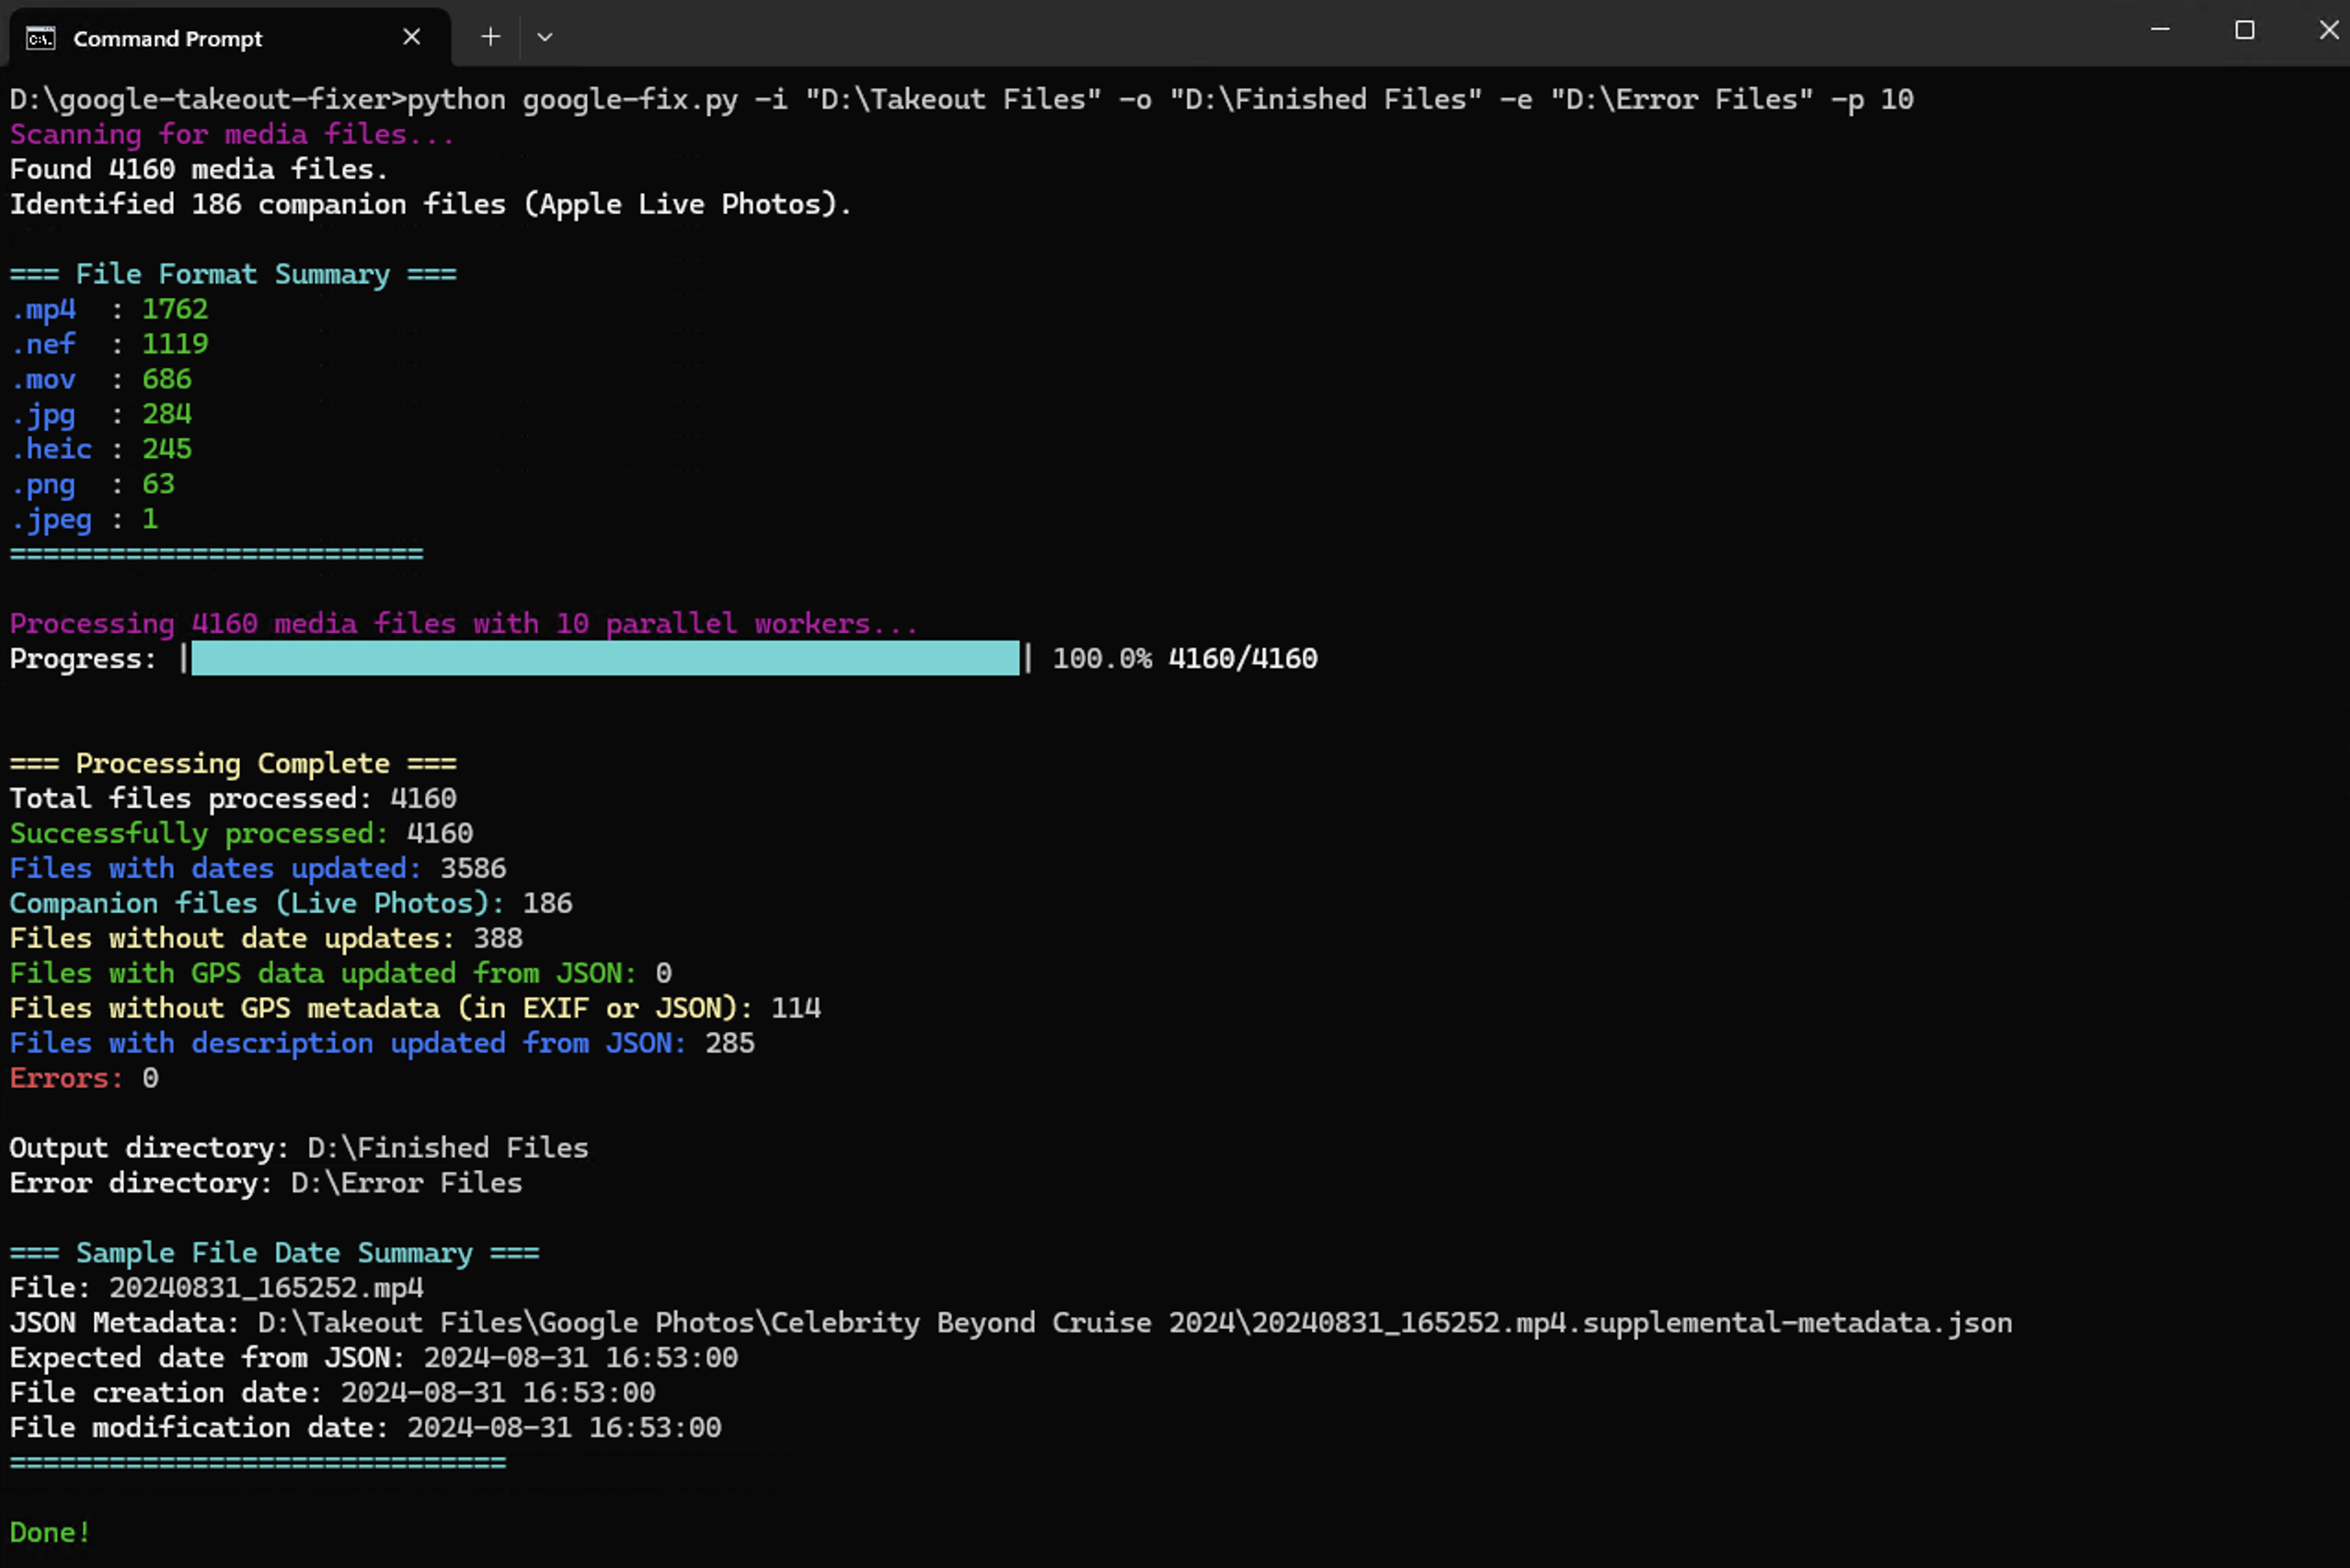 Command Prompt
D:\google-takeout-fixer>python google-fix.py -i "D:\Takeout Files" -o "D:\Finished Files" -e "D:\Error Files" -p 10
Scanning for media files...
Found 4160 media files.
Identified 186 companion files (Apple Live Photos).
=== File Format Summary ===
.mp4  : 1762
.nef  : 1119
.mov  : 686
.jpg  : 284
.heic : 245
.png  : 63
.jpeg : 1
=========================
Processing 4160 media files with 10 parallel workers...
Progress: | | 100.0% 4160/4160
=== Processing Complete ===
Total files processed: 4160
Successfully processed: 4160
Files with dates updated: 3586
Companion files (Live Photos): 186
Files without date updates: 388
Files with GPS data updated from JSON: 0
Files without GPS metadata (in EXIF or JSON): 114
Files with description updated from JSON: 285
Errors: 0
Output directory: D:\Finished Files
Error directory: D:\Error Files
=== Sample File Date Summary ===
File: 20240831_165252.mp4
JSON Metadata: D:\Takeout Files\Google Photos\Celebrity Beyond Cruise 2024\20240831_165252.mp4.supplemental-metadata.json
Expected date from JSON: 2024-08-31 16:53:00
File creation date: 2024-08-31 16:53:00
File modification date: 2024-08-31 16:53:00
==============================
Done!